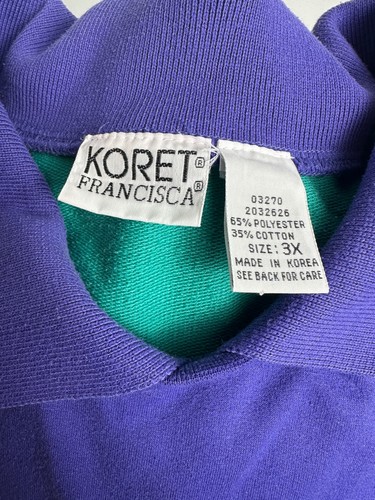 KORET®
FRANCISCA®
03270
2032626
65% POLYESTER
35% COTTON
SIZE: 3X
MADE IN KOREA
SEE BACK FOR CARE